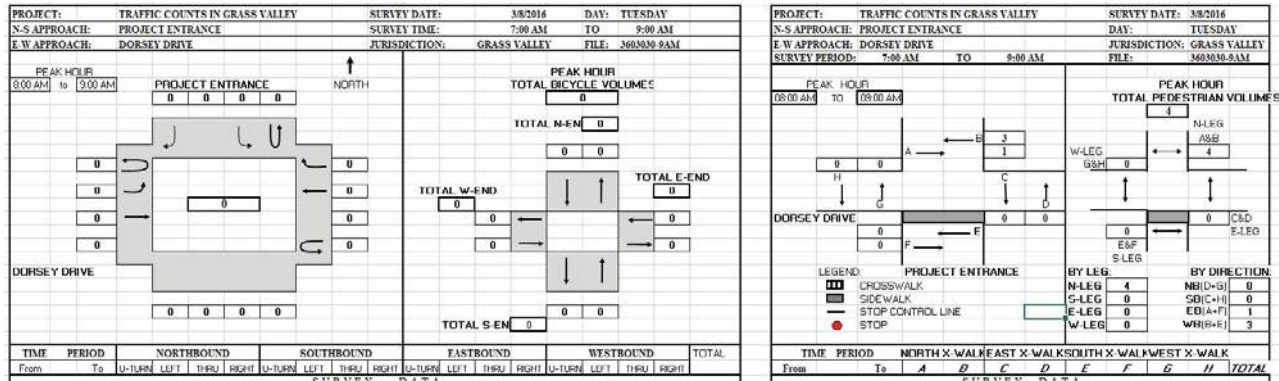 PROJECT: TRAFFIC COUNTS IN GRASS VALLEY SURVEY DATE: 3/8/2016 DAY: TUESDAY
N-S APPROACH: PROJECT ENTRANCE SURVEY TIME: 7:00 AM TO 9:00 AM
E-W APPROACH: DORSEY DRIVE JURISDICTION: GRASS VALLEY FILE: 3603030-9AM
PEAK HOUR
8:00 AM to 9:00 AM
PROJECT ENTRANCE
NORTH
0 0 0 0
0 0
0 0
0
0 0
0 0
DORSEY DRIVE
0 0 0 0
PEAK HOUR
TOTAL BICYCLE VOLUMES
0
TOTAL N-EN 0
0 0
TOTAL W-END
0
TOTAL E-END
0
0 0
0 0
0 0
TOTAL S-EN 0
TIME PERIOD NORTHBOUND SOUTHBOUND EASTBOUND WESTBOUND TOTAL
From To U-TURN LEFT THRU RIGHT U-TURN LEFT THRU RIGHT U-TURN LEFT THRU RIGHT U-TURN LEFT THRU RIGHT
SURVEY DATA
PROJECT: TRAFFIC COUNTS IN GRASS VALLEY SURVEY DATE: 3/8/2016
N-S APPROACH: PROJECT ENTRANCE DAY: TUESDAY
E-W APPROACH: DORSEY DRIVE JURISDICTION: GRASS VALLEY
SURVEY PERIOD: 7:00 AM TO 9:00 AM FILE: 3603030-9AM
PEAK HOUR
08:00 AM TO 09:00 AM
B 3
A 1
0 0
H C
G D
DORSEY DRIVE 0 0 0
0 E
0 F
LEGEND: PROJECT ENTRANCE
CROSSWALK
SIDEWALK
STOP CONTROL LINE
STOP
PEAK HOUR
TOTAL PEDESTRIAN VOLUMES
4
N-LEG
A&B
W-LEG 4
G&H 0
0 C&D
0 E-LEG
E&F
S-LEG
BY LEG: BY DIRECTION:
N-LEG 4 NB(D+G) 0
S-LEG 0 SB(C+H) 0
E-LEG 0 EB(A+F) 1
W-LEG 0 WB(B+E) 3
TIME PERIOD NORTH X-WALK EAST X-WALK SOUTH X-WALK WEST X-WALK
From To A B C D E F G H TOTAL
SURVEY DATA